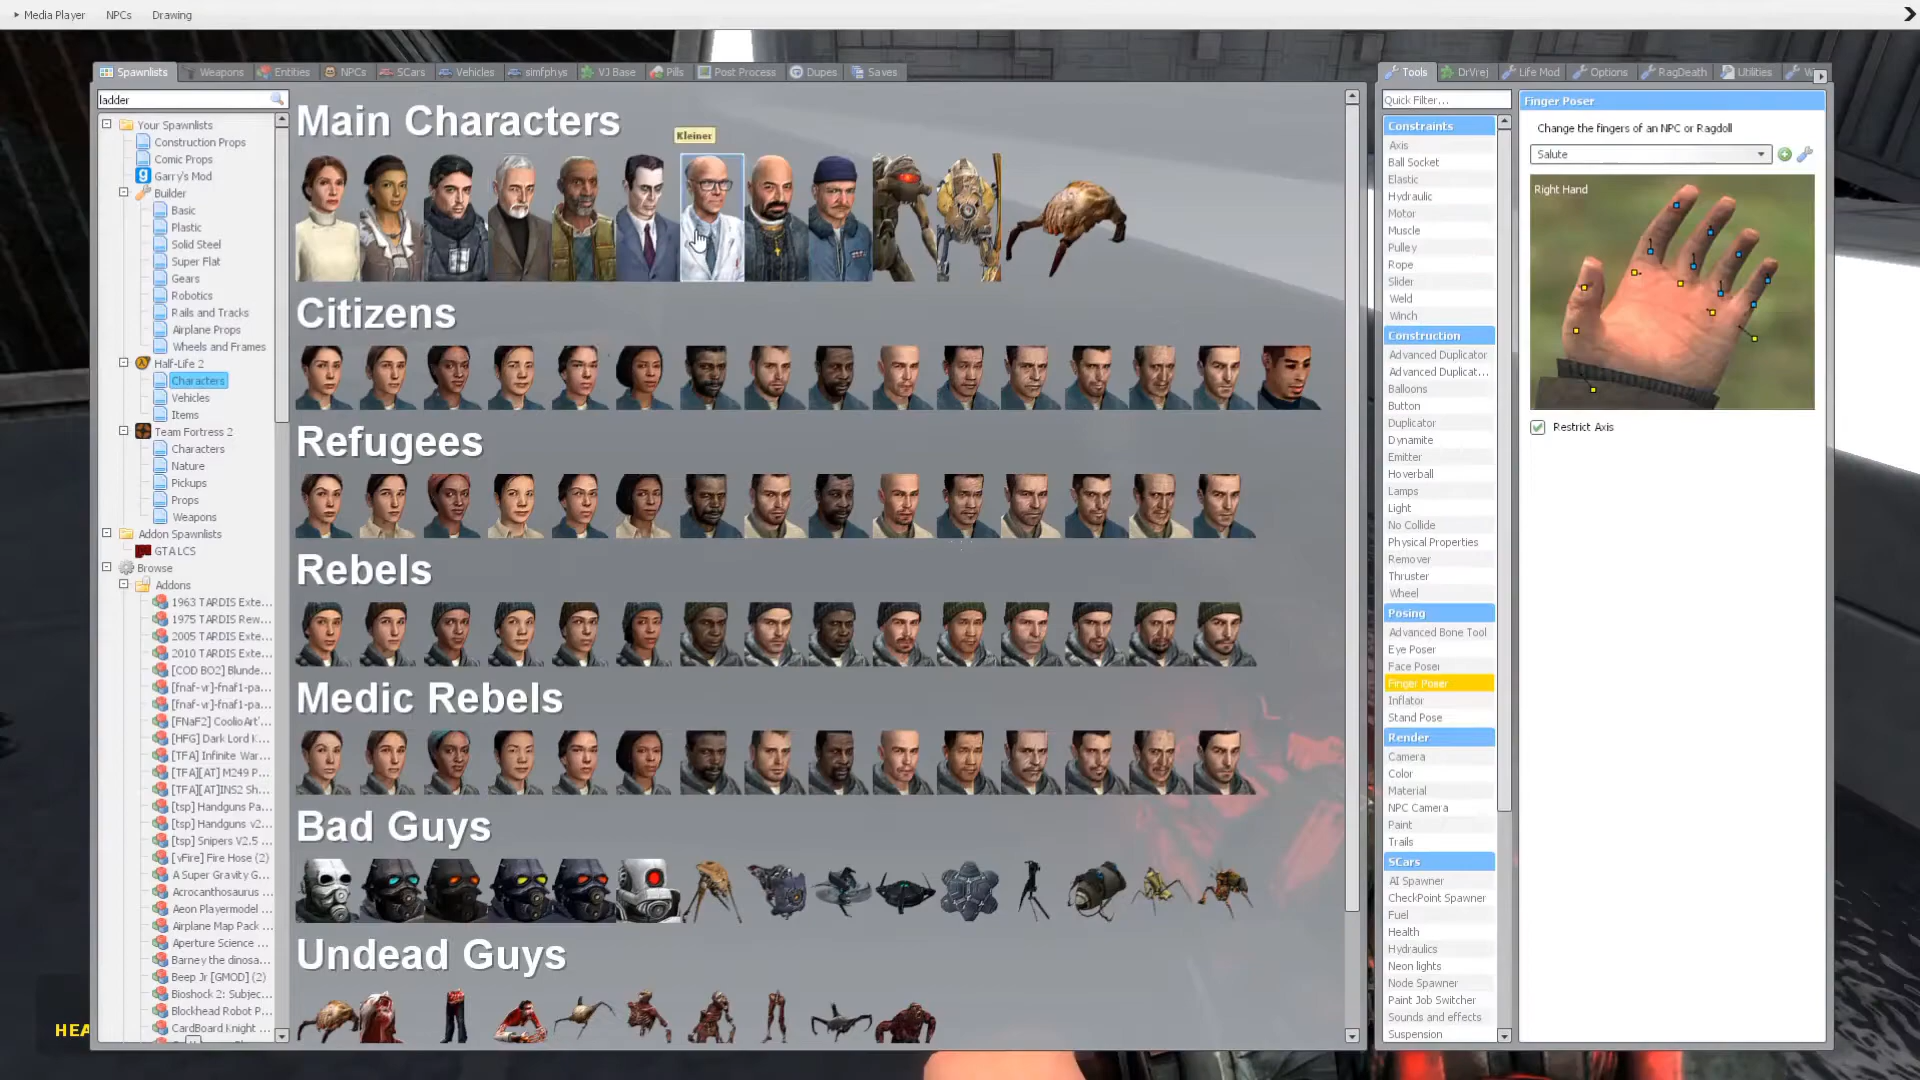 Media Player
NPCs
Drawing
Spawnlists
Weapons
Entities
NPCs
SCars
Vehicles
simfphys
VJ Base
Pills
Post Process
Dupes
Saves
ladder
Your Spawnlists
Construction Props
Comic Props
Garry's Mod
Builder
Basic
Plastic
Solid Steel
Super Flat
Gears
Robotics
Rails and Tracks
Airplane Props
Wheels and Frames
Half-Life 2
Characters
Vehicles
Items
Team Fortress 2
Characters
Nature
Pickups
Props
Weapons
Addon Spawnlists
GTA LCS
Browse
Addons
1963 TARDIS Exte...
1975 TARDIS Rew...
2005 TARDIS Exte...
2010 TARDIS Exte...
[COD BO2] Blunde...
[fnaf-vr]-fnaf1-pa...
[fnaf-vr]-fnaf1-pa...
[FNaF2] CoolioArt'...
[HFG] Dark Lord K...
[TFA] Infinite War...
[TFA][AT] M249 P...
[TFA][AT]INS2 Sh...
[tsp] Handguns Pa...
[tsp] Handguns v2...
[tsp] Snipers V2.5 ...
[vFire] Fire Hose (2)
A Super Gravity G...
Acrocanthosaurus ...
Aeon Playermodel ...
Airplane Map Pack ...
Aperture Science ...
Barney the dinosa...
Beep Jr [GMOD] (2)
Bioshock 2: Subjec...
Blockhead Robot P...
CardBoard Knight ...
Main Characters
Kleiner
Citizens
Refugees
Rebels
Medic Rebels
Bad Guys
Undead Guys
HEA
Tools
DrVrej
Life Mod
Options
RagDeath
Utilities
W
Quick Filter...
Constraints
Axis
Ball Socket
Elastic
Hydraulic
Motor
Muscle
Pulley
Rope
Slider
Weld
Winch
Construction
Advanced Duplicator
Advanced Duplicat...
Balloons
Button
Duplicator
Dynamite
Emitter
Hoverball
Lamps
Light
No Collide
Physical Properties
Remover
Thruster
Wheel
Posing
Advanced Bone Tool
Eye Poser
Face Poser
Finger Poser
Inflator
Stand Pose
Render
Camera
Color
Material
NPC Camera
Paint
Trails
SCars
AI Spawner
CheckPoint Spawner
Fuel
Health
Hydraulics
Neon lights
Node Spawner
Paint Job Switcher
Sounds and effects
Suspension
Finger Poser
Change the fingers of an NPC or Ragdoll
Salute
Right Hand
Restrict Axis